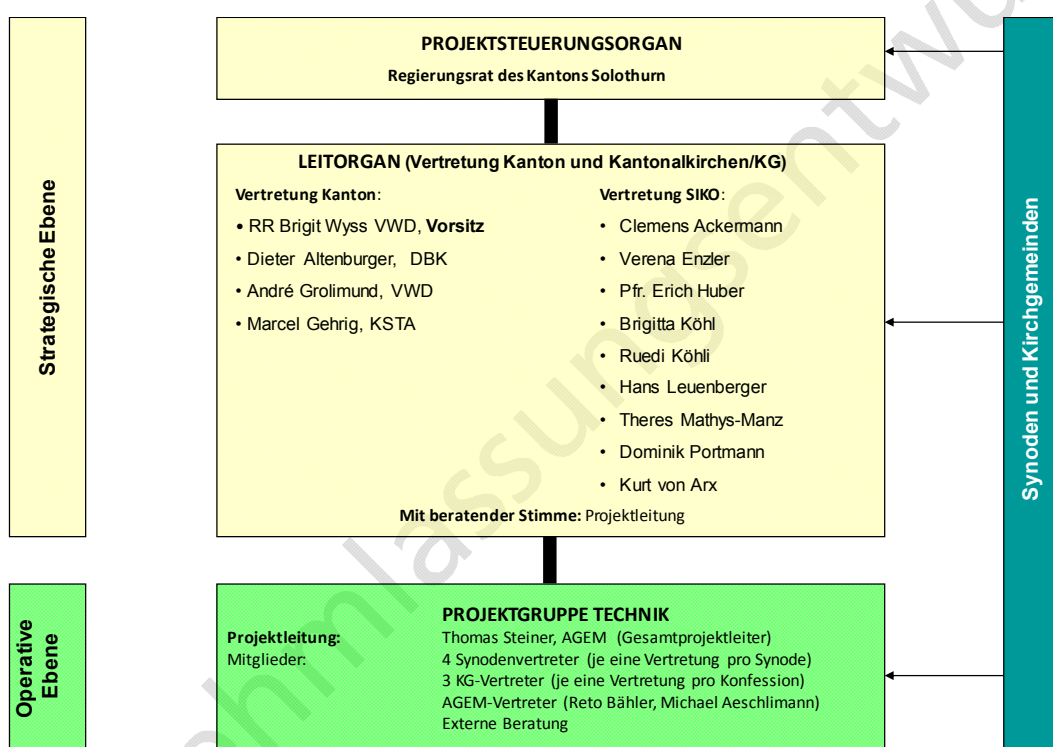 Strategische Ebene
PROJEKTSTEUERUNGSORGAN
Regierungsrat des Kantons Solothurn
LEITORGAN (Vertretung Kanton und Kantonalkirchen/KG)
Vertretung Kanton:
• RR Brigit Wyss VWD, Vorsitz
• Dieter Altenburger, DBK
• André Grolimund, VWD
• Marcel Gehrig, KSTA
Vertretung SIKO:
• Clemens Ackermann
• Verena Enzler
• Pfr. Erich Huber
• Brigitta Köhl
• Ruedi Köhli
• Hans Leuenberger
• Theres Mathys-Manz
• Dominik Portmann
• Kurt von Arx
Mit beratender Stimme: Projektleitung
Operative
Ebene
PROJEKTGRUPPE TECHNIK
Projektleitung: Thomas Steiner, AGEM (Gesamtprojektleiter)
Mitglieder: 4 Synodenvertreter (je eine Vertretung pro Synode)
3 KG-Vertreter (je eine Vertretung pro Konfession)
AGEM-Vertreter (Reto Bähler, Michael Aeschlimann)
Externe Beratung
Synoden und Kirchgemeinden